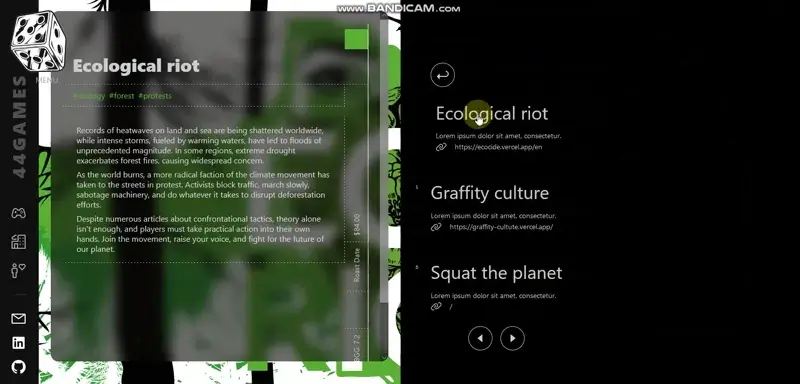 WWW.BANDICAM.COM
MENU
44GAMES
Ecological riot
#ecology #forest #protests
Records of heatwaves on land and sea are being shattered worldwide,
while intense storms, fueled by warming waters, have led to floods of
unprecedented magnitude. In some regions, extreme drought
exacerbates forest fires, causing widespread concern.
As the world burns, a more radical faction of the climate movement has
taken to the streets in protest. Activists block traffic, march slowly,
sabotage machinery, and do whatever it takes to disrupt deforestation
efforts.
Despite numerous articles about confrontational tactics, theory alone
isn't enough, and players must take practical action into their own
hands. Join the movement, raise your voice, and fight for the future of
our planet.
$84.00
Roast Date
BGG: 7.2
Ecological riot
Lorem ipsum dolor sit amet, consectetur.
https://ecocide.vercel.app/en
Graffity culture
Lorem ipsum dolor sit amet, consectetur.
https://graffity-culture.vercel.app/
Squat the planet
Lorem ipsum dolor sit amet, consectetur.
/